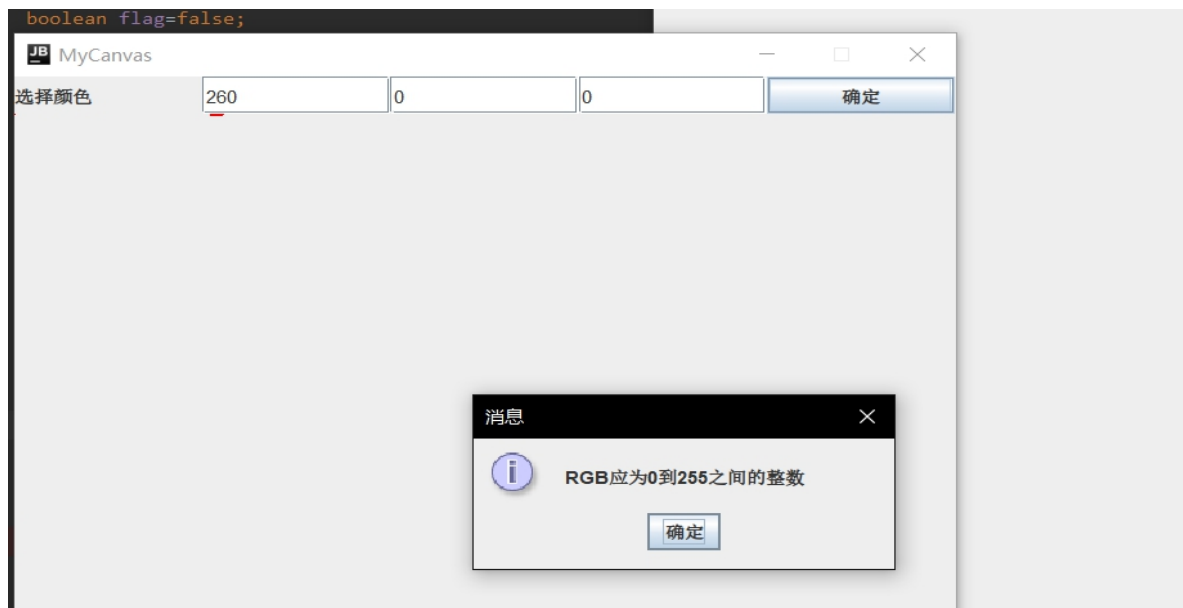 boolean flag=false;
JB MyCanvas
选择颜色 260 0 0 确定
消息
i RGB应为0到255之间的整数
确定